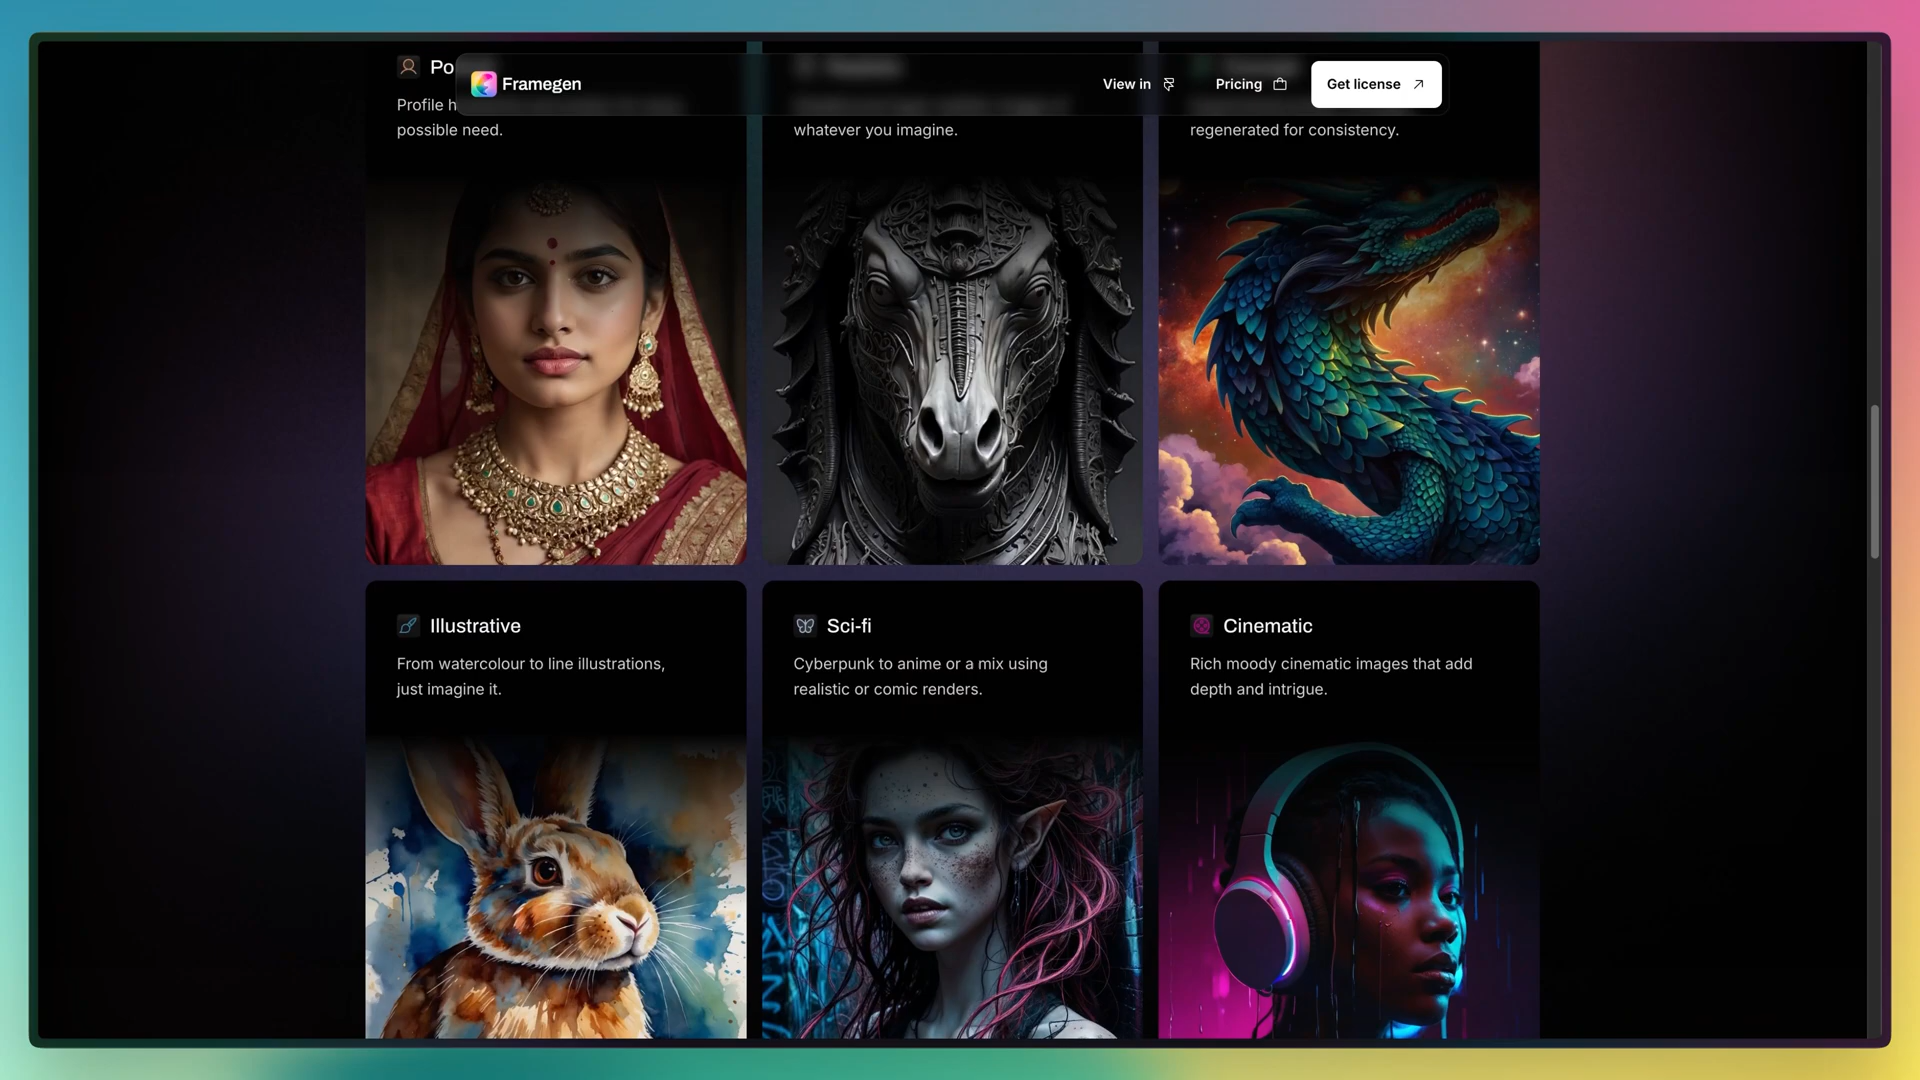 Framegen
View in
Pricing
Get license
Po
Profile h
possible need.
whatever you imagine.
regenerated for consistency.
Illustrative
From watercolour to line illustrations,
just imagine it.
Sci-fi
Cyberpunk to anime or a mix using
realistic or comic renders.
Cinematic
Rich moody cinematic images that add
depth and intrigue.